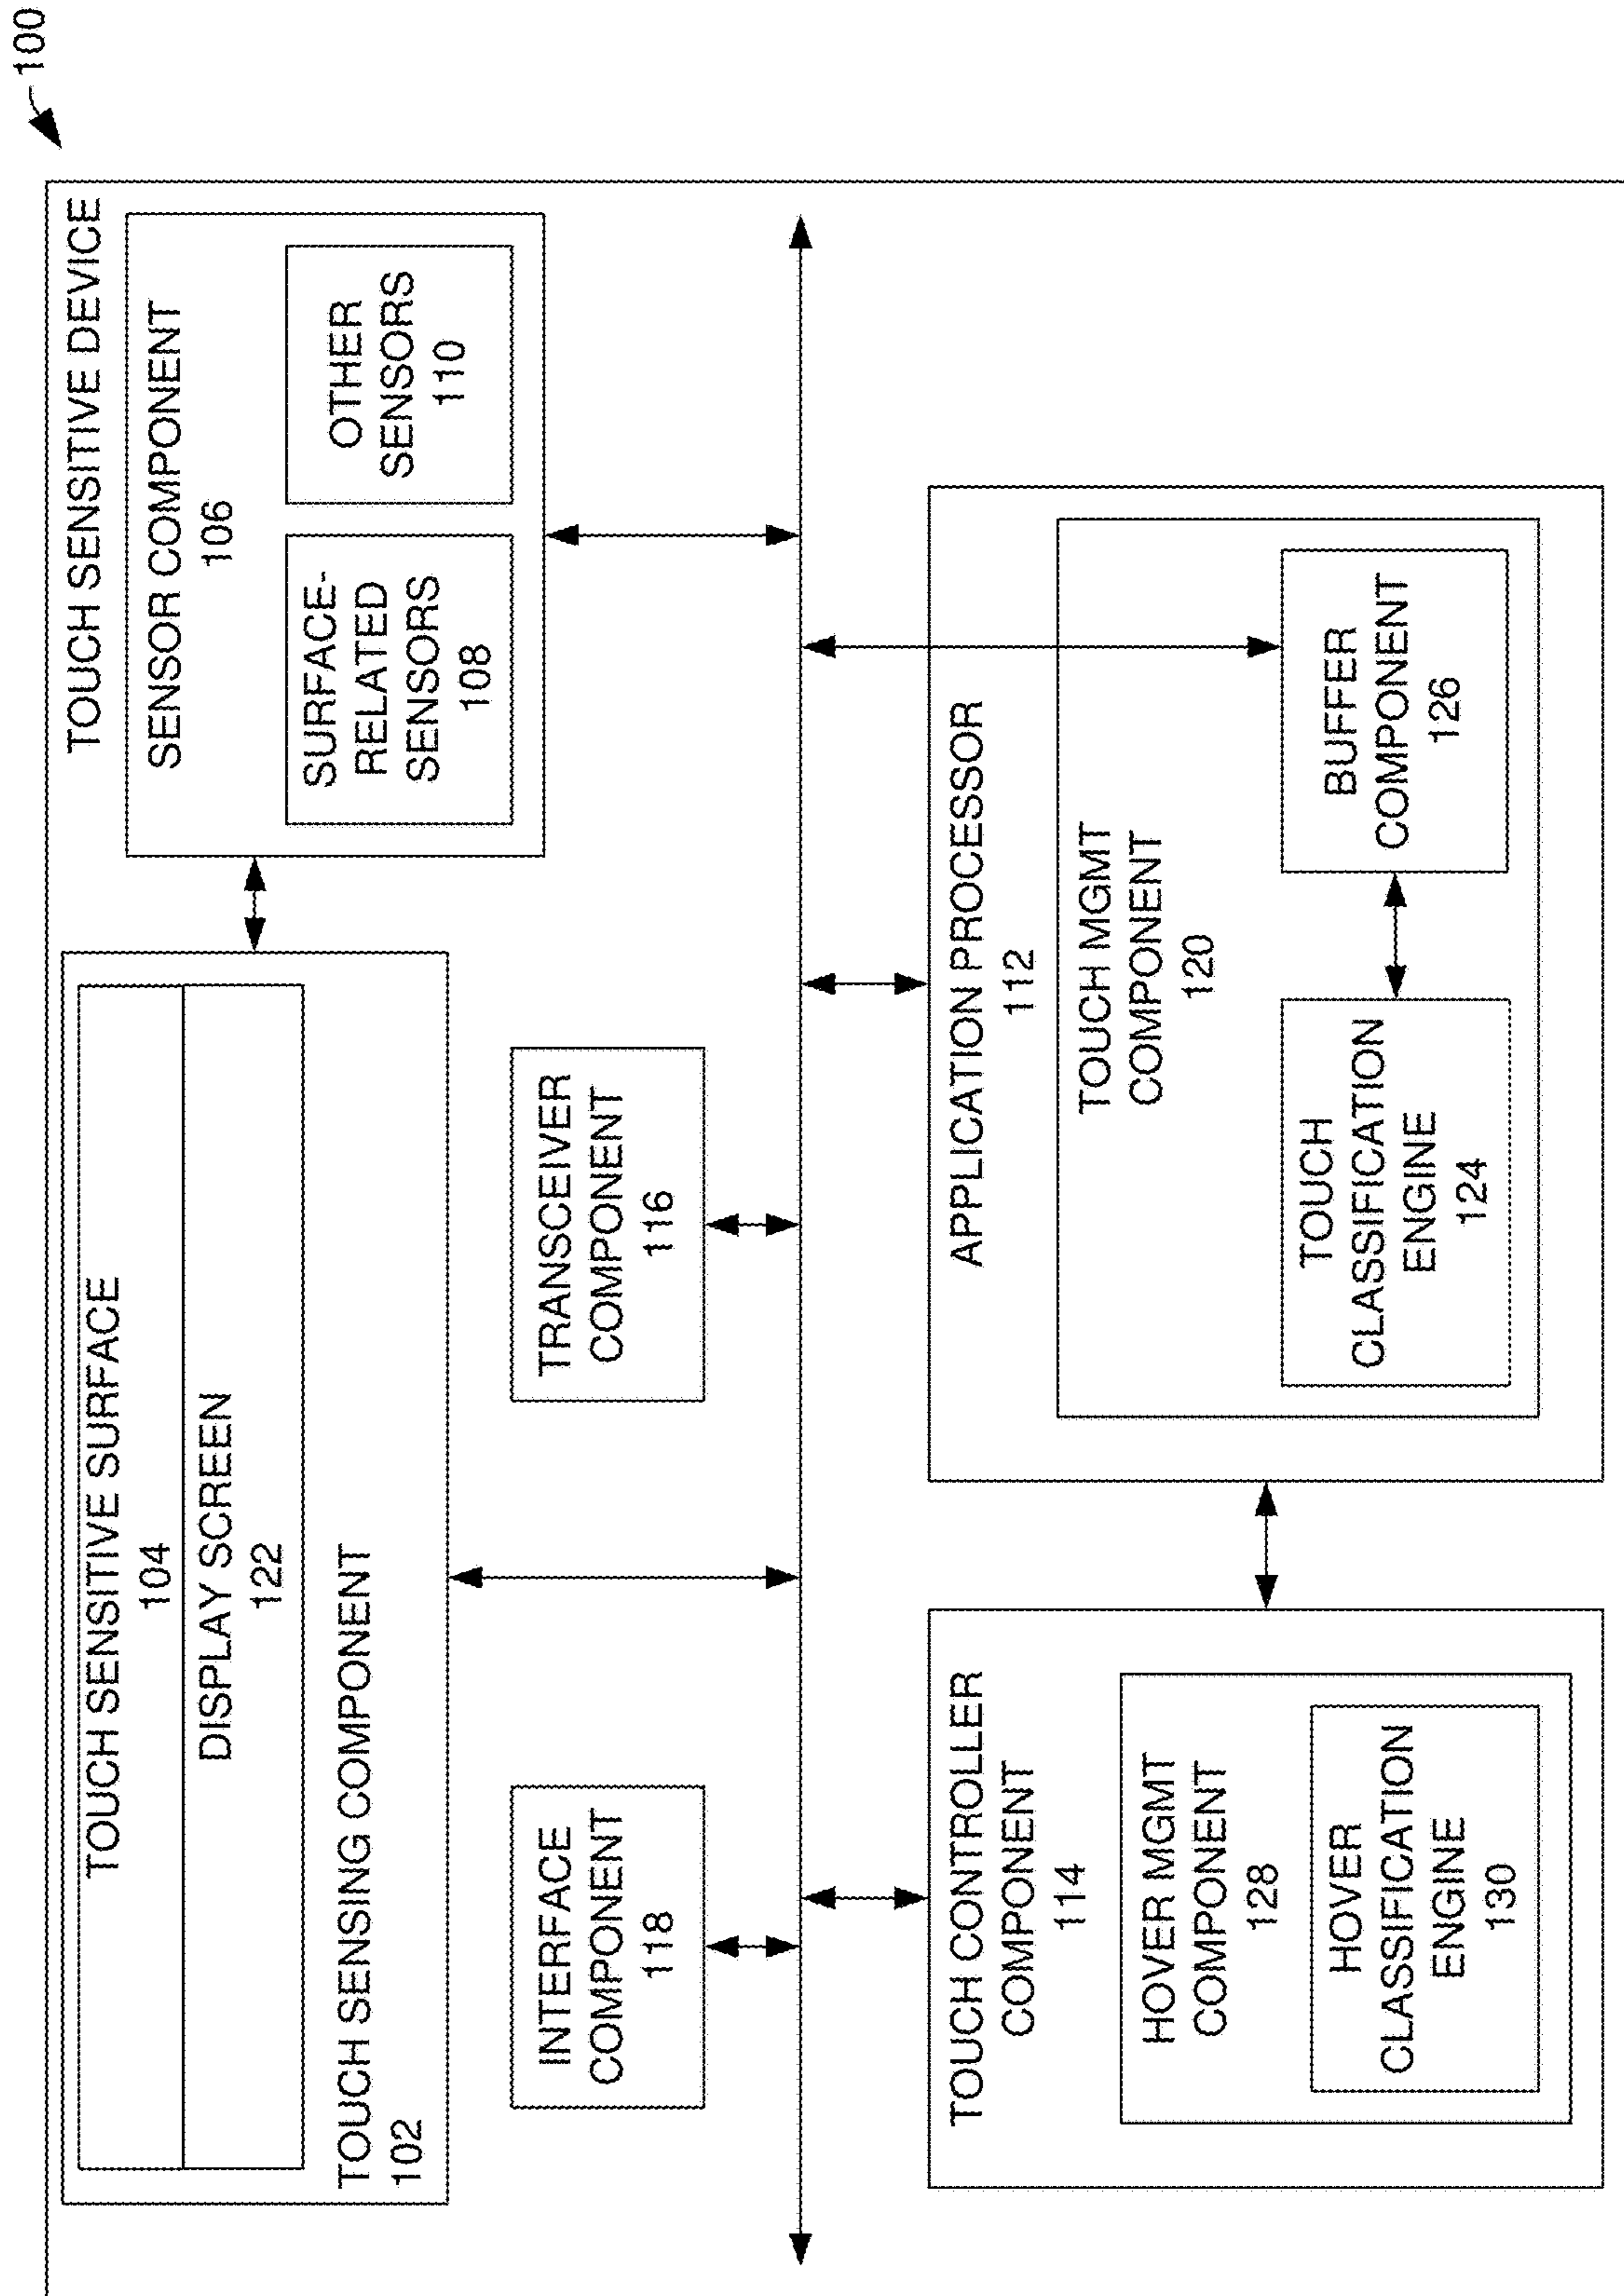 100
TOUCH SENSITIVE DEVICE
TOUCH SENSITIVE SURFACE
104
DISPLAY SCREEN
122
TOUCH SENSING COMPONENT
102
SENSOR COMPONENT
106
SURFACE-
RELATED
SENSORS
108
OTHER
SENSORS
110
INTERFACE
COMPONENT
118
TRANSCEIVER
COMPONENT
116
TOUCH CONTROLLER
COMPONENT
114
HOVER MGMT
COMPONENT
128
HOVER
CLASSIFICATION
ENGINE
130
APPLICATION PROCESSOR
112
TOUCH MGMT
COMPONENT
120
TOUCH
CLASSIFICATION
ENGINE
124
BUFFER
COMPONENT
126